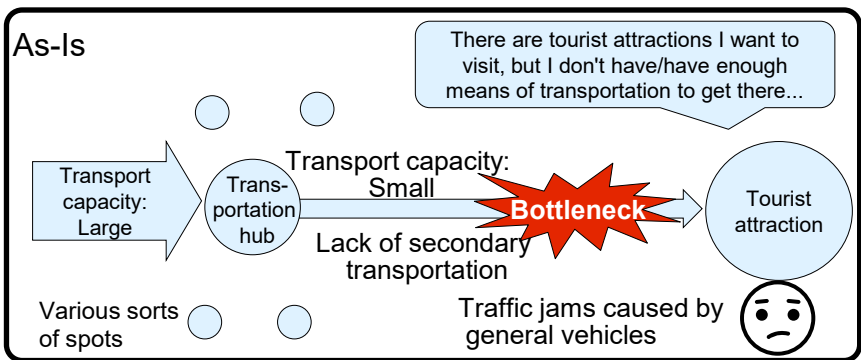 As-Is
There are tourist attractions I want to
visit, but I don't have/have enough
means of transportation to get there...
Transport
capacity:
Large
Trans-
portation
hub
Transport capacity:
Small
Bottleneck
Tourist
attraction
Lack of secondary
transportation
Various sorts
of spots
Traffic jams caused by
general vehicles